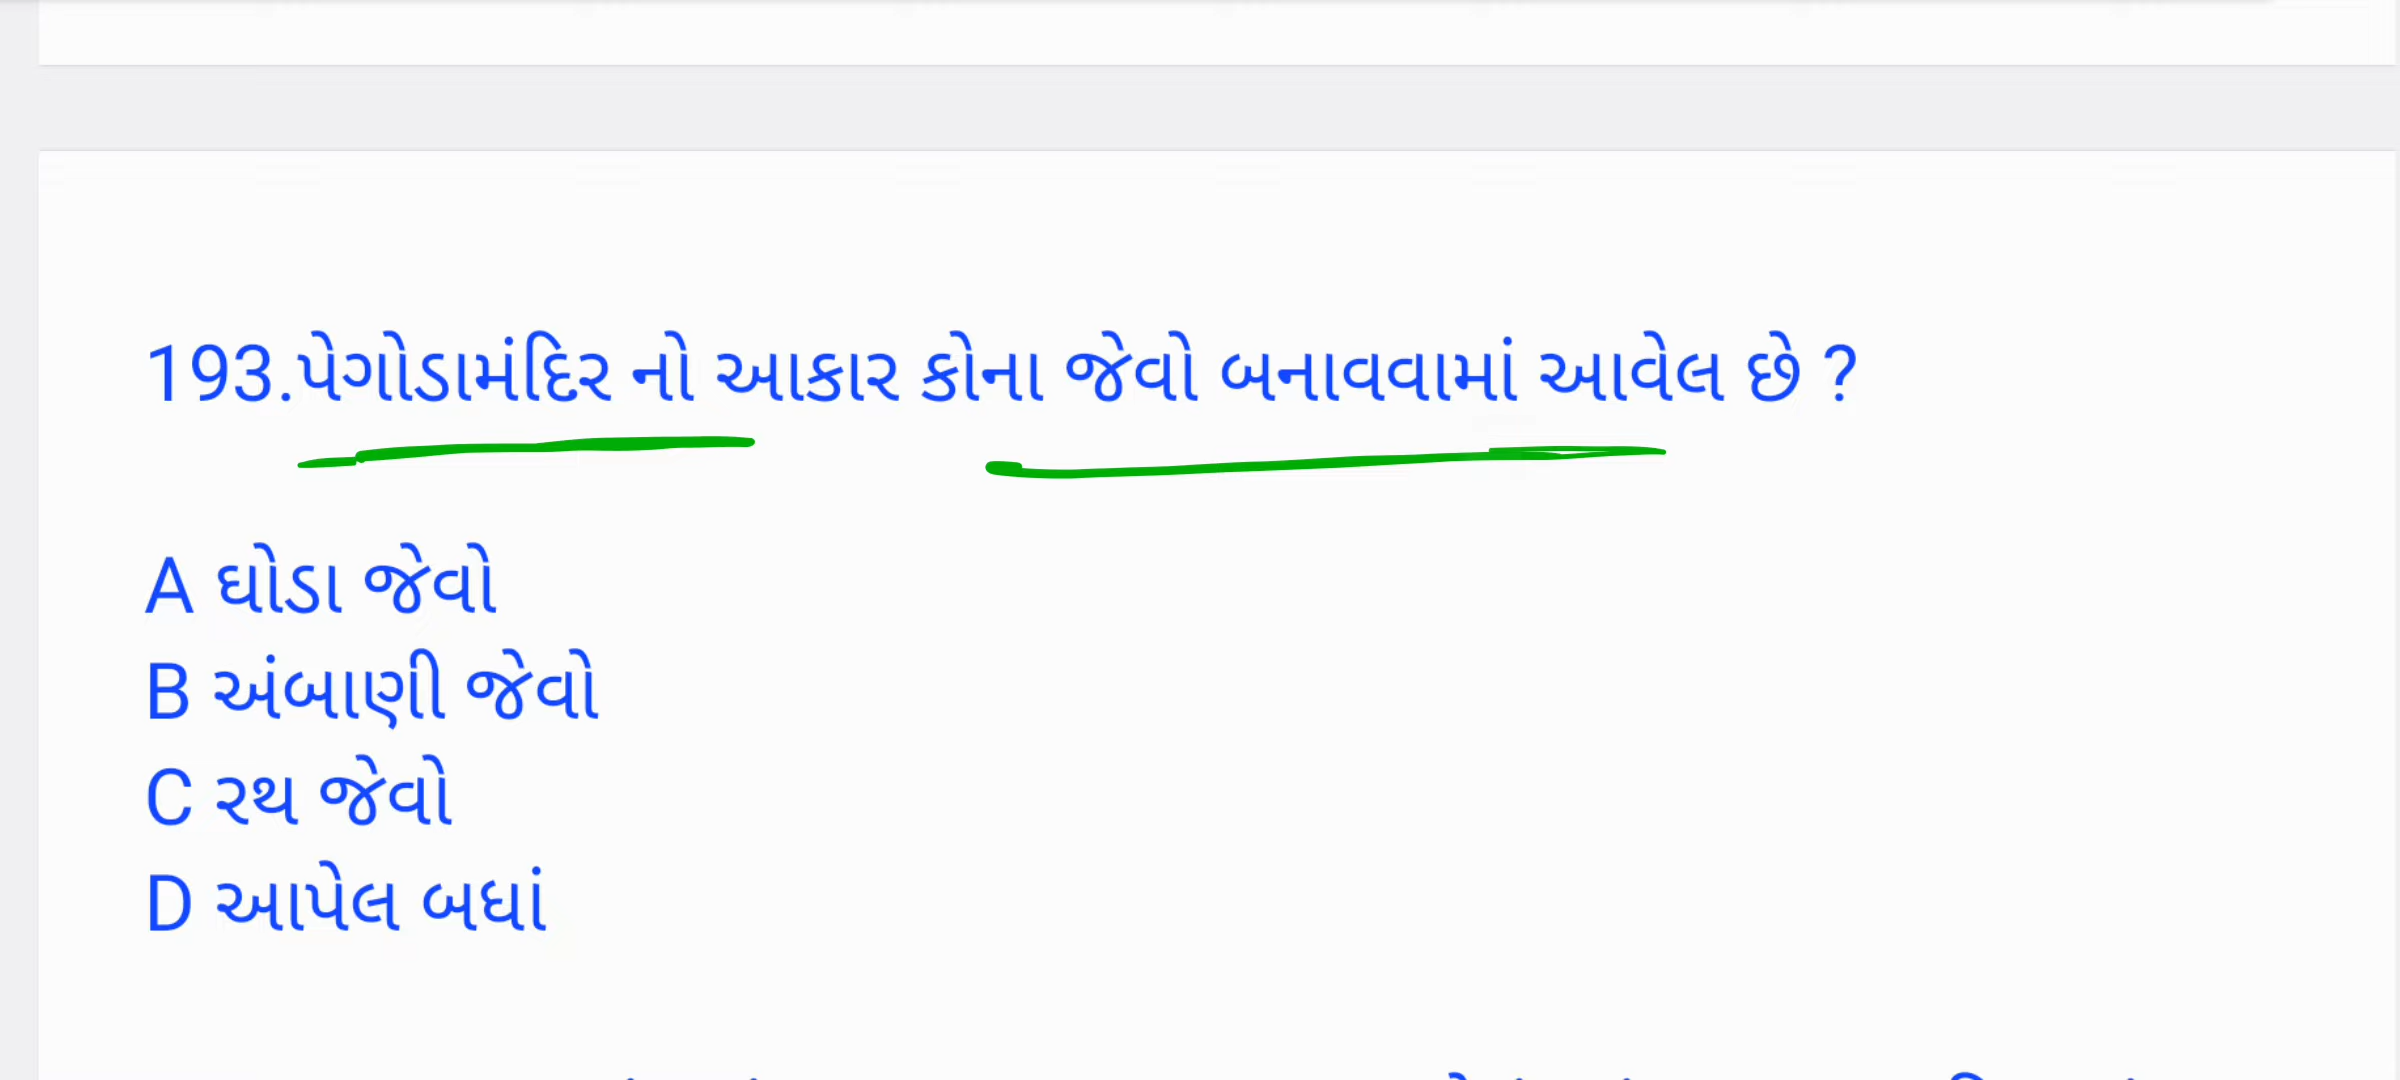 193.પેગોડામંદિર નો આકાર કોના જેવો બનાવવામાં આવેલ છે ?
A ઘોડા જેવો
B અંબાણી જેવો
C રથ જેવો
D આપેલ બધાં